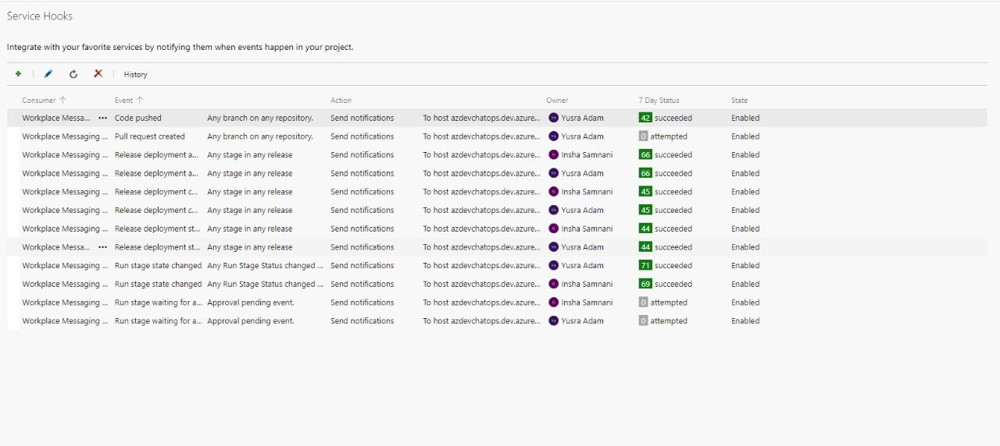 Service Hooks
Integrate with your favorite services by notifying them when events happen in your project.
History
Consumer Event Action Owner 7 Day Status State
Workplace Messa... ••• Code pushed Any branch on any repository. Send notifications To host azdevchatops.dev.azure... YA Yusra Adam 42 succeeded Enabled
Workplace Messaging ... Pull request created Any branch on any repository. Send notifications To host azdevchatops.dev.azure... YA Yusra Adam 0 attempted Enabled
Workplace Messaging ... Release deployment a... Any stage in any release Send notifications To host azdevchatops.dev.azure... Insha Samnani 66 succeeded Enabled
Workplace Messaging ... Release deployment a... Any stage in any release Send notifications To host azdevchatops.dev.azure... YA Yusra Adam 66 succeeded Enabled
Workplace Messaging ... Release deployment c... Any stage in any release Send notifications To host azdevchatops.dev.azure... Insha Samnani 45 succeeded Enabled
Workplace Messaging ... Release deployment c... Any stage in any release Send notifications To host azdevchatops.dev.azure... YA Yusra Adam 45 succeeded Enabled
Workplace Messaging ... Release deployment st... Any stage in any release Send notifications To host azdevchatops.dev.azure... Insha Samnani 44 succeeded Enabled
Workplace Messa... ••• Release deployment st... Any stage in any release Send notifications To host azdevchatops.dev.azure... YA Yusra Adam 44 succeeded Enabled
Workplace Messaging ... Run stage state changed Any Run Stage Status changed ... Send notifications To host azdevchatops.dev.azure... YA Yusra Adam 71 succeeded Enabled
Workplace Messaging ... Run stage state changed Any Run Stage Status changed ... Send notifications To host azdevchatops.dev.azure... Insha Samnani 69 succeeded Enabled
Workplace Messaging ... Run stage waiting for a... Approval pending event. Send notifications To host azdevchatops.dev.azure... Insha Samnani 0 attempted Enabled
Workplace Messaging ... Run stage waiting for a... Approval pending event. Send notifications To host azdevchatops.dev.azure... YA Yusra Adam 0 attempted Enabled